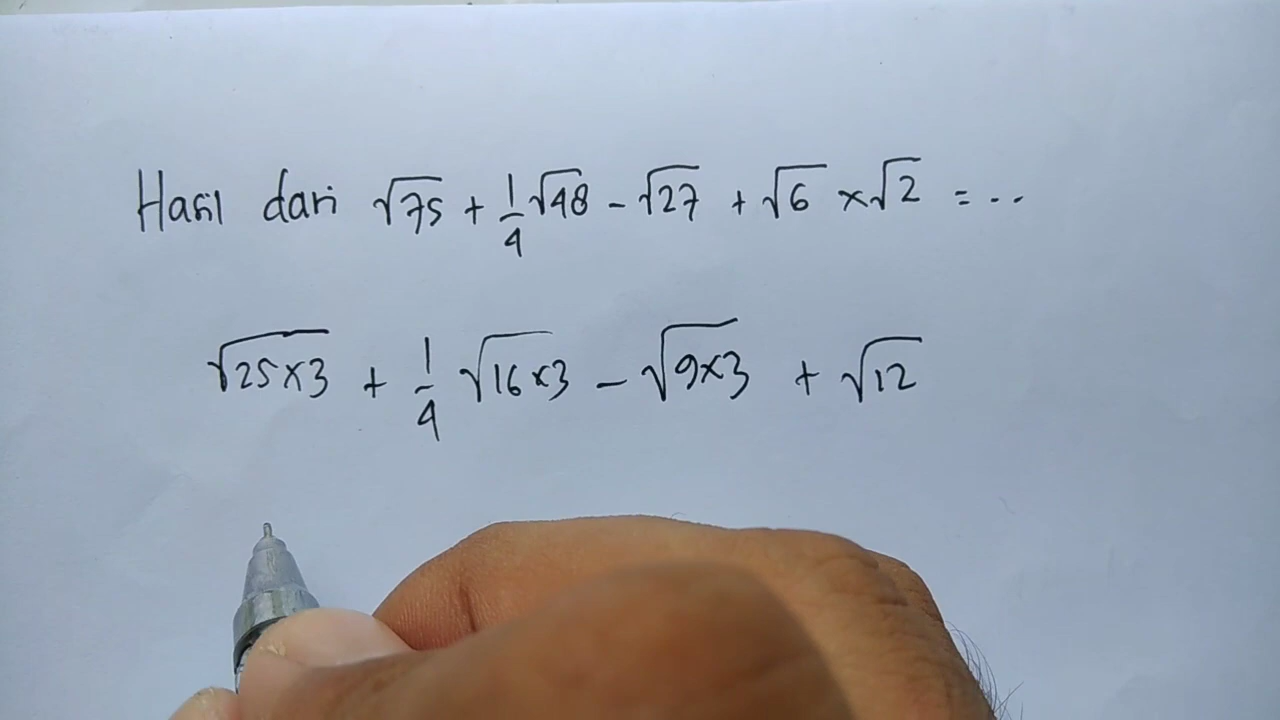 Hasil dari √75 + 1/4 √48 - √27 + √6 × √2 = ...
√25×3 + 1/4 √16×3 - √9×3 + √12